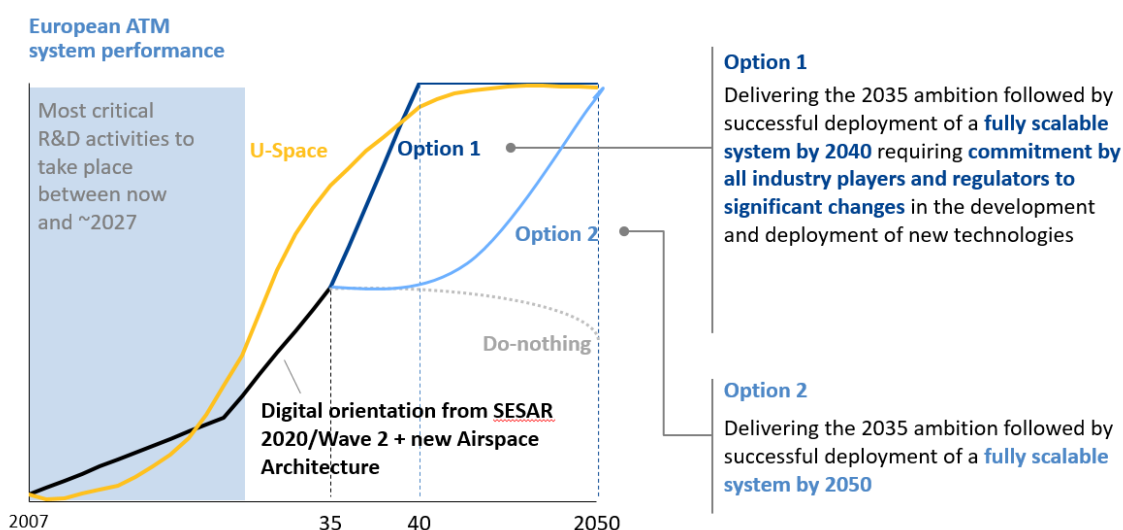 European ATM
system performance
Most critical
R&D activities to
take place
between now
and ~2027
U-Space
Option 1
Option 2
Do-nothing
Digital orientation from SESAR
2020/Wave 2 + new Airspace
Architecture
2007
35
40
2050
Option 1
Delivering the 2035 ambition followed by
successful deployment of a fully scalable
system by 2040 requiring commitment by
all industry players and regulators to
significant changes in the development
and deployment of new technologies
Option 2
Delivering the 2035 ambition followed by
successful deployment of a fully scalable
system by 2050